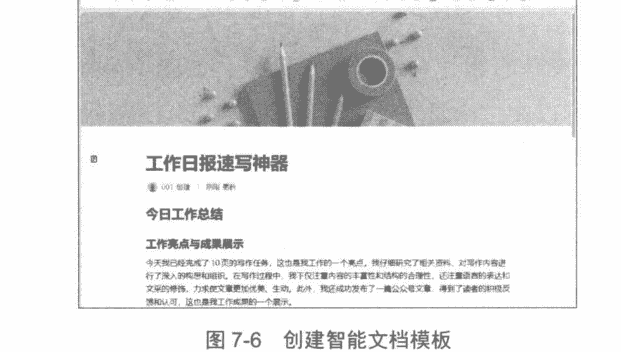 工作日报速写神器
001 创建 | 刚刚 更新
今日工作总结
工作亮点与成果展示
今天我已经完成了10页的写作任务，这也是我工作的一个亮点。我仔细研究了相关资料，对写作内容进
行了深入的构思和组织。在写作过程中，我不仅注意内容的丰富性和结构的合理性，还注重语言的表达和
文采的修饰，力求使文章更加优美、生动。此外，我还成功发布了一篇公众号文章，得到了读者的积极反
馈和认可，这也是我工作成果的一个展示。
图 7-6 创建智能文档模板